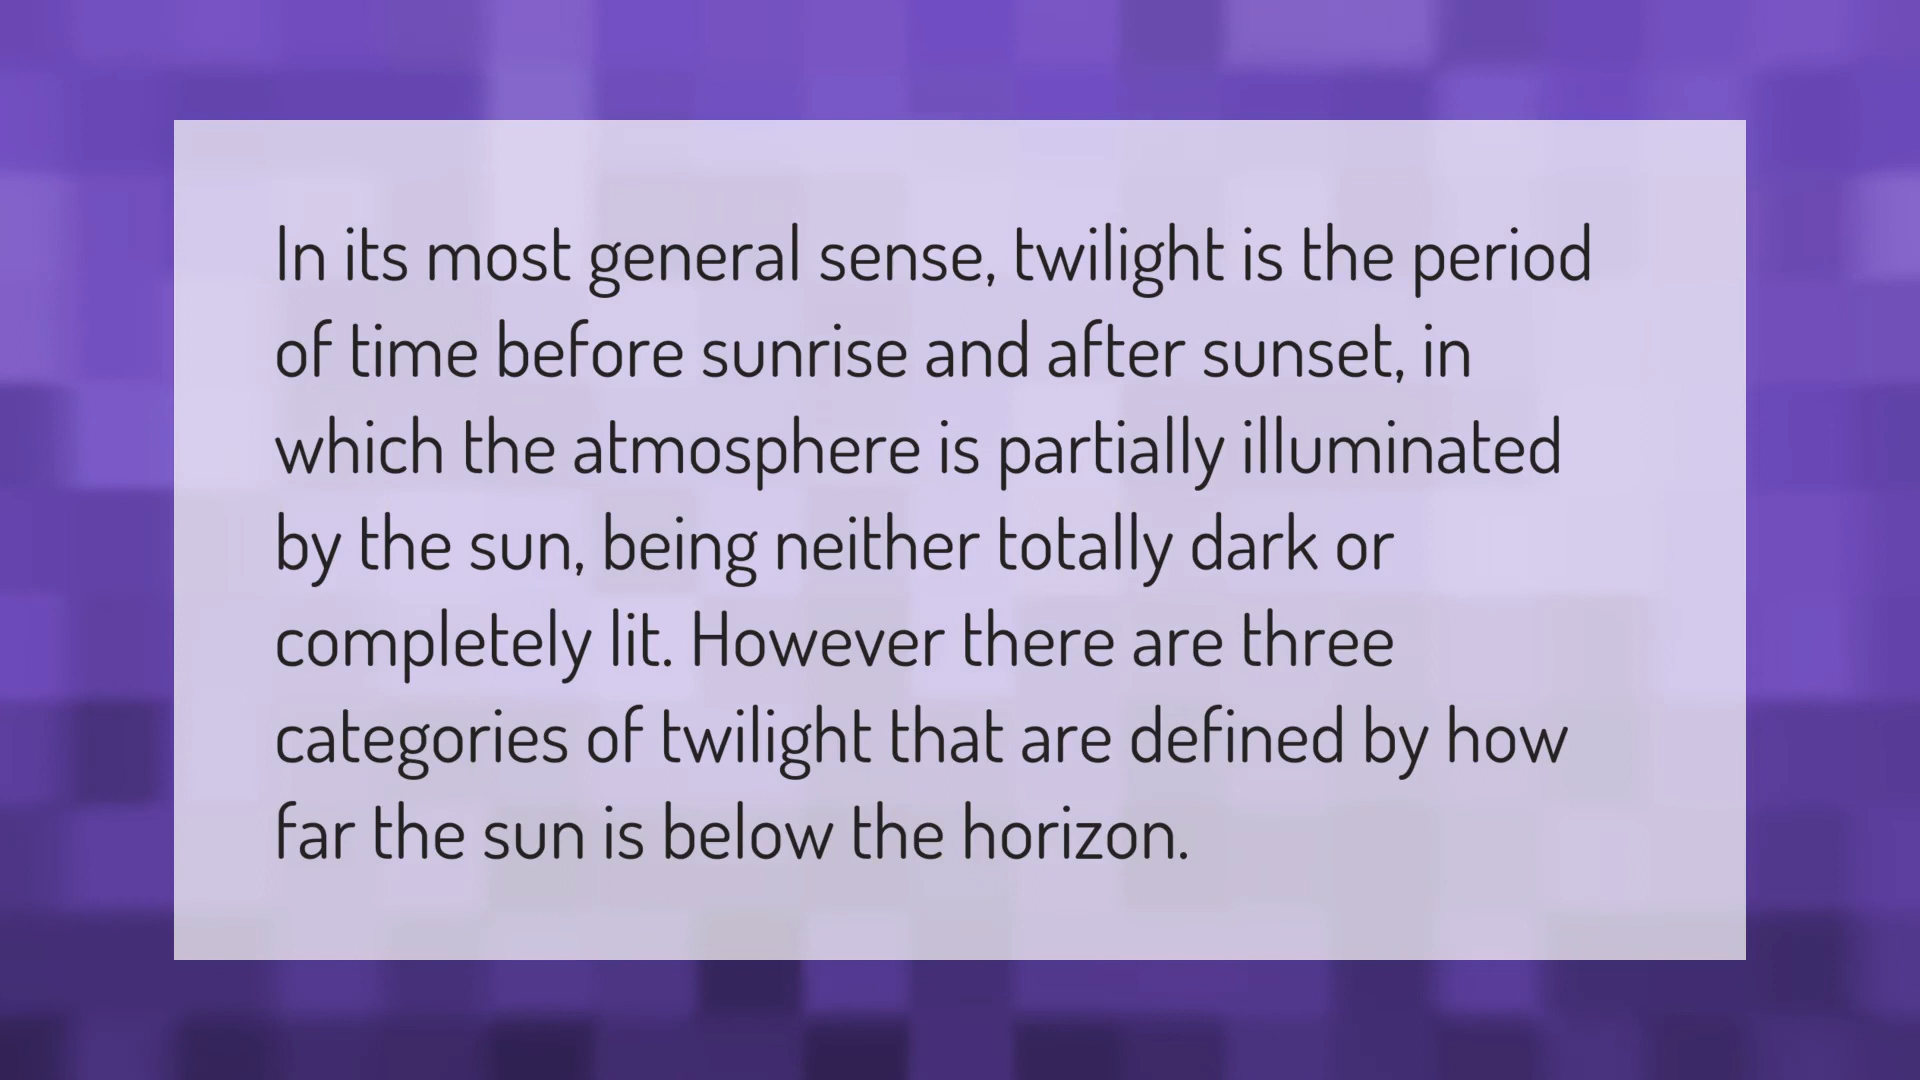 In its most general sense, twilight is the period
of time before sunrise and after sunset, in
which the atmosphere is partially illuminated
by the sun, being neither totally dark or
completely lit. However there are three
categories of twilight that are defined by how
far the sun is below the horizon.